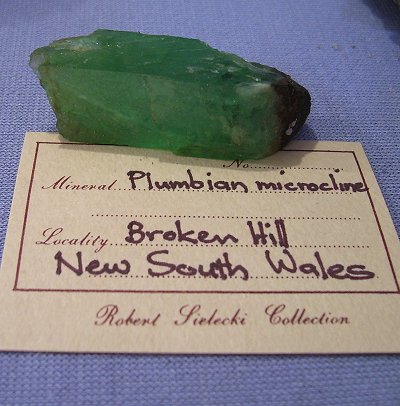 No.
Mineral Plumbian microcline
Locality Broken Hill
New South Wales
Robert Sielecki Collection